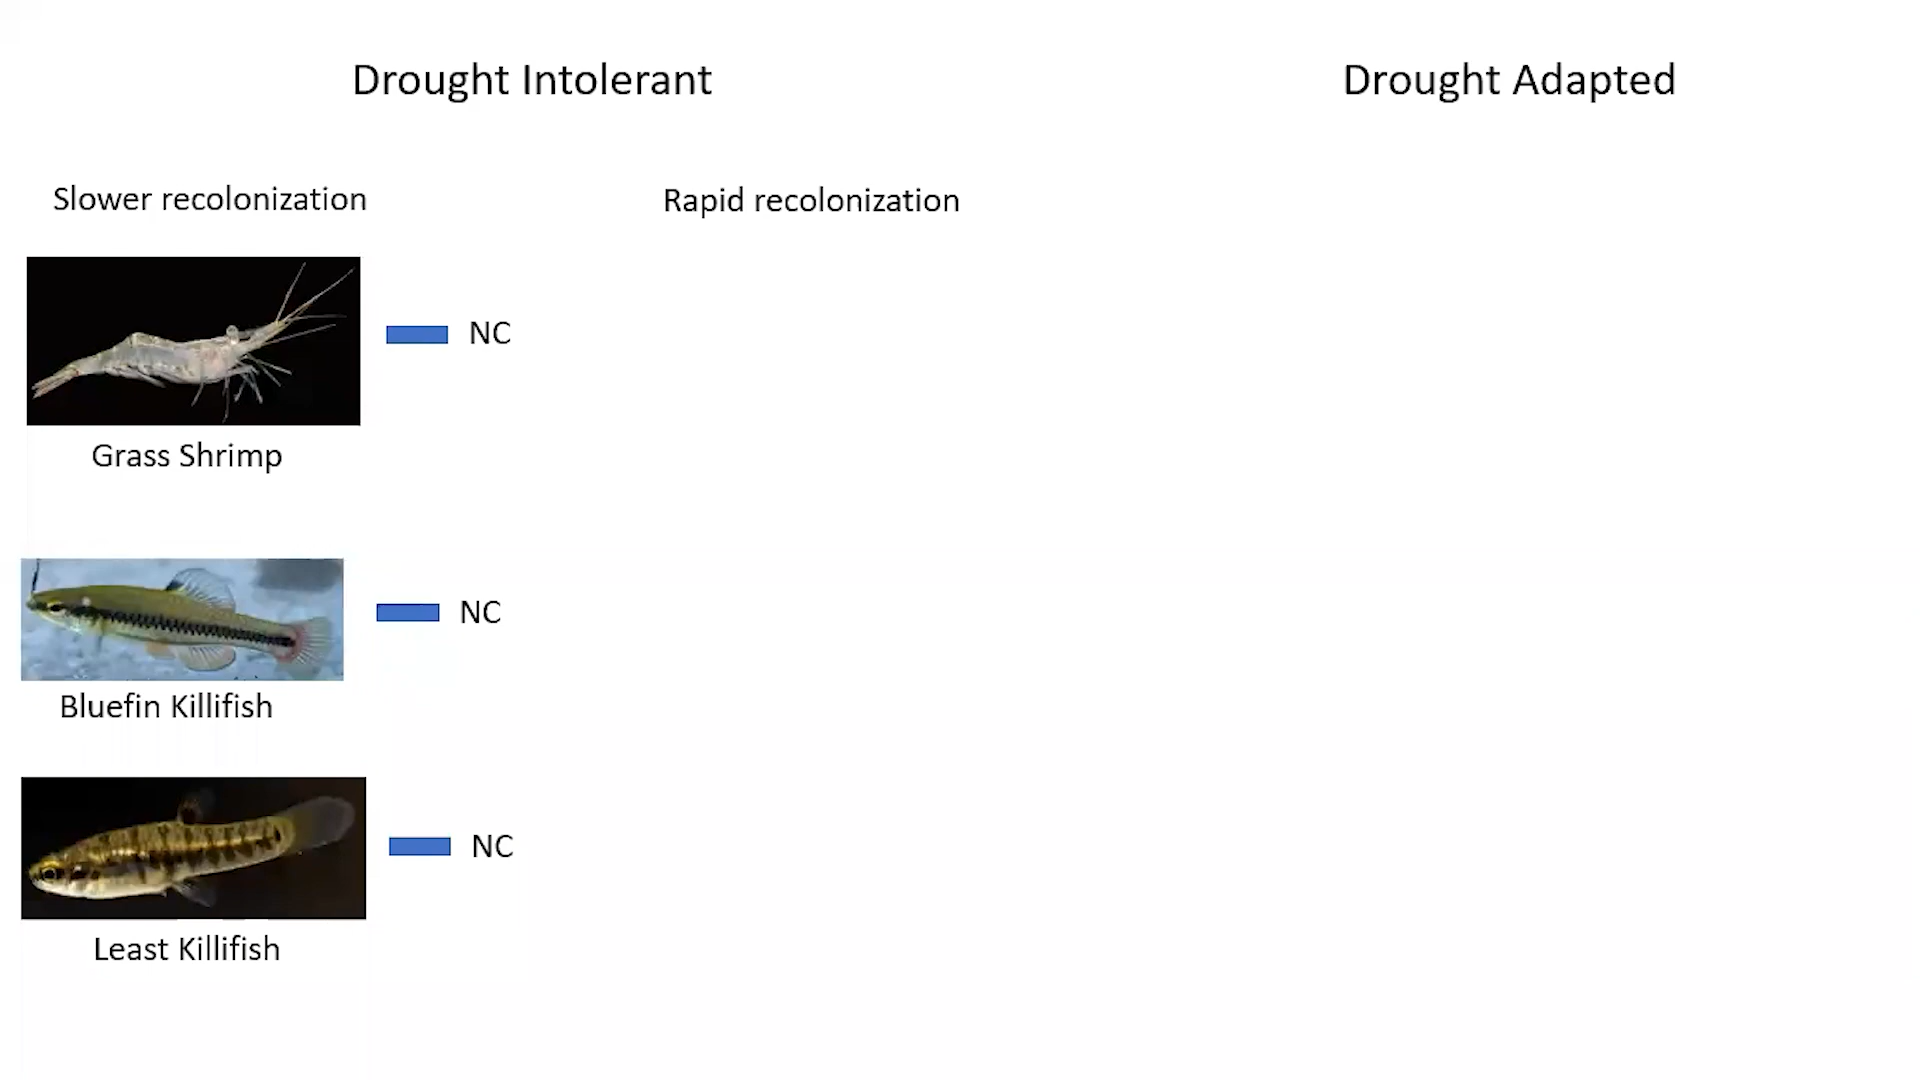 Drought Intolerant
Drought Adapted
Slower recolonization
Rapid recolonization
NC
Grass Shrimp
NC
Bluefin Killifish
NC
Least Killifish